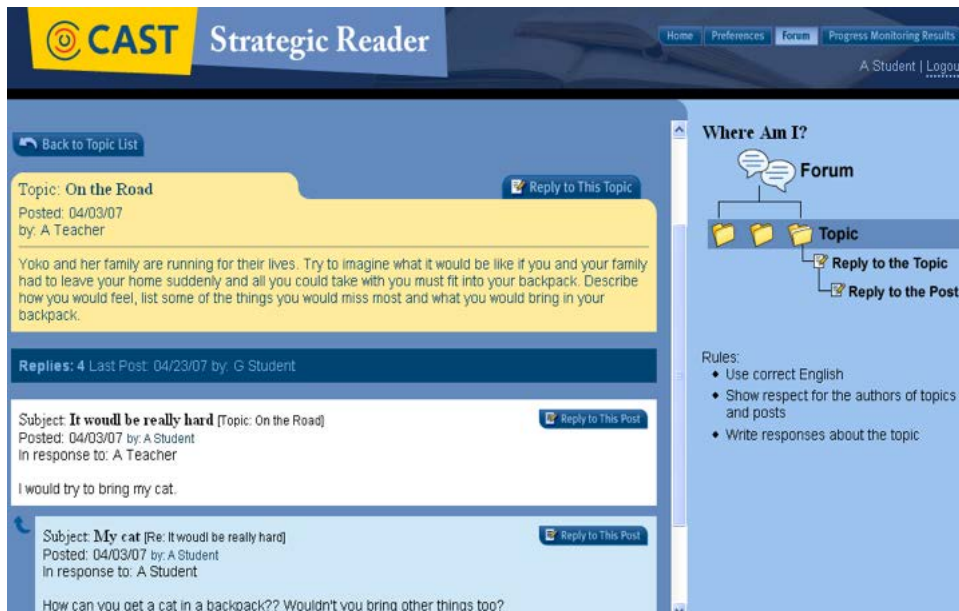 CAST Strategic Reader
Home Preferences Forum Progress Monitoring Results
A Student | Logou
Back to Topic List
Topic: On the Road
Reply to This Topic
Posted: 04/03/07
by: A Teacher
Yoko and her family are running for their lives. Try to imagine what it would be like if you and your family
had to leave your home suddenly and all you could take with you must fit into your backpack. Describe
how you would feel, list some of the things you would miss most and what you would bring in your
backpack.
Replies: 4 Last Post: 04/23/07 by: G Student
Subject: It woudl be really hard [Topic: On the Road]
Reply to This Post
Posted: 04/03/07 by: A Student
In response to: A Teacher
I would try to bring my cat.
Subject: My cat [Re: It woudl be really hard]
Reply to This Post
Posted: 04/03/07 by: A Student
In response to: A Student
How can you get a cat in a backpack?? Wouldn't you bring other things too?
Where Am I?
Forum
Topic
Reply to the Topic
Reply to the Post
Rules:
• Use correct English
• Show respect for the authors of topics
and posts
• Write responses about the topic